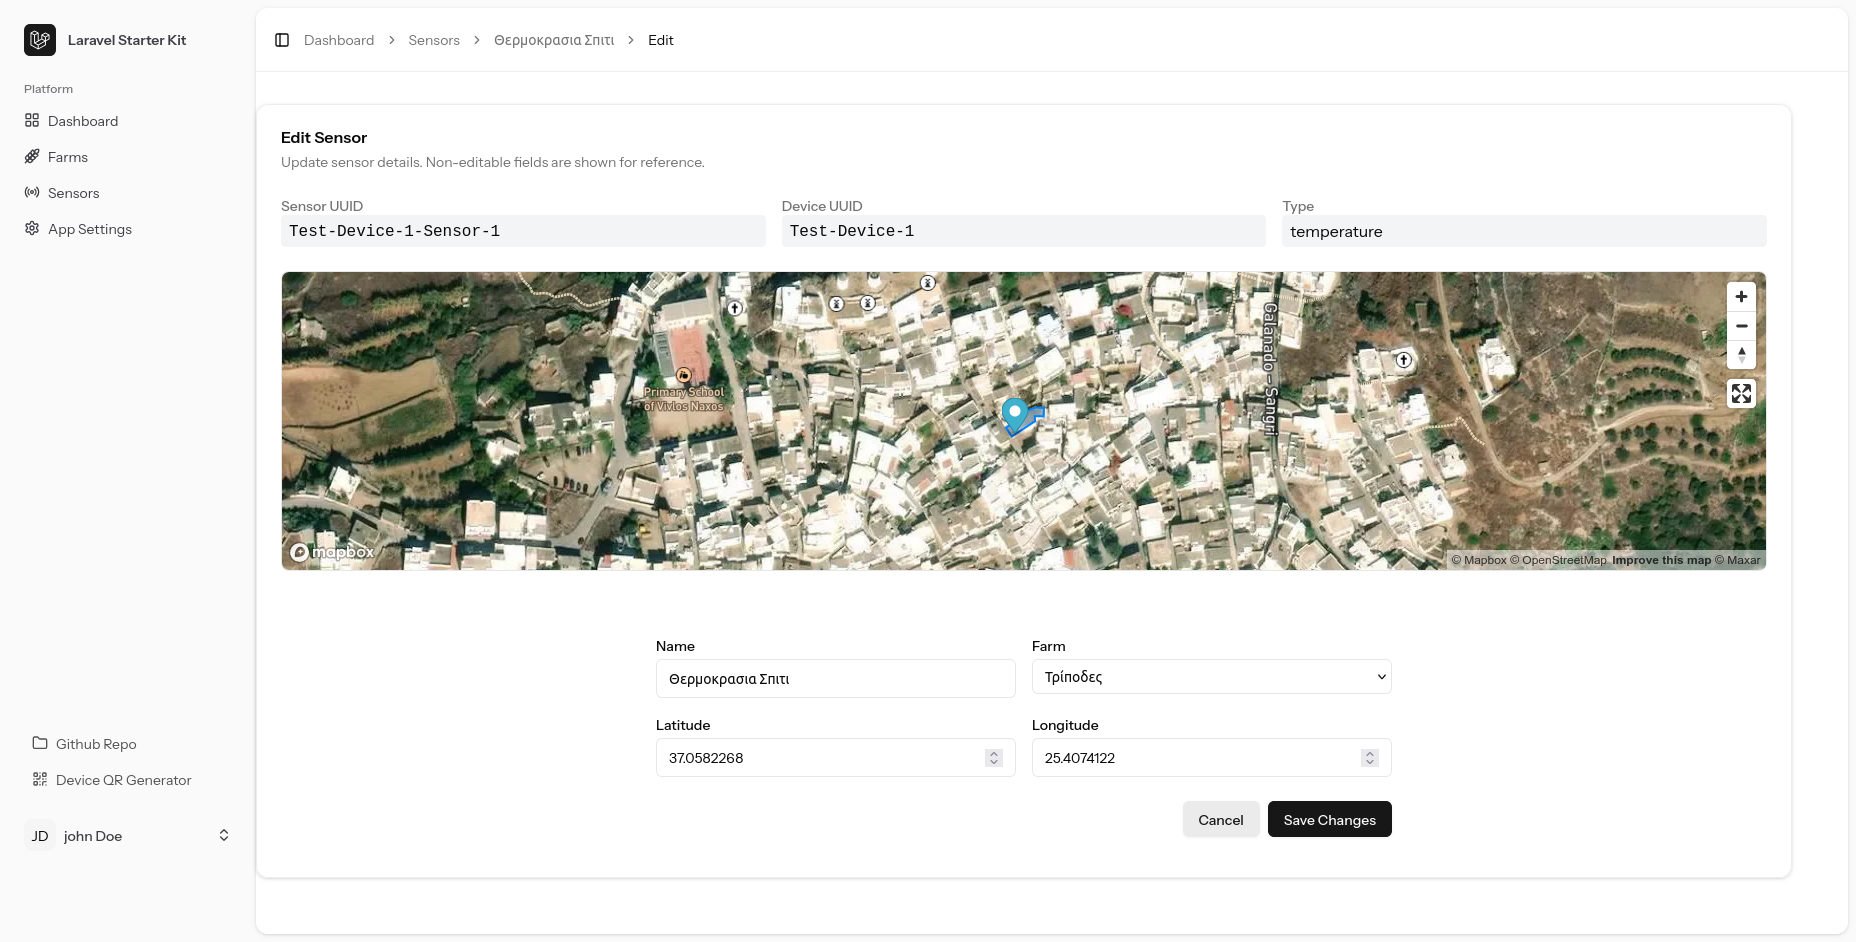 Laravel Starter Kit
Platform
Dashboard
Farms
Sensors
App Settings
Github Repo
Device QR Generator
JD john Doe
Dashboard > Sensors > Θερμοκρασια Σπιτι > Edit
Edit Sensor
Update sensor details. Non-editable fields are shown for reference.
Sensor UUID Device UUID Type
Test-Device-1-Sensor-1 Test-Device-1 temperature
Primary School
of Vivlos Naxos
Galanado - Sangri
mapbox
© Mapbox © OpenStreetMap Improve this map © Maxar
Name Farm
Θερμοκρασια Σπιτι Τρίποδες
Latitude Longitude
37.0582268 25.4074122
Cancel Save Changes